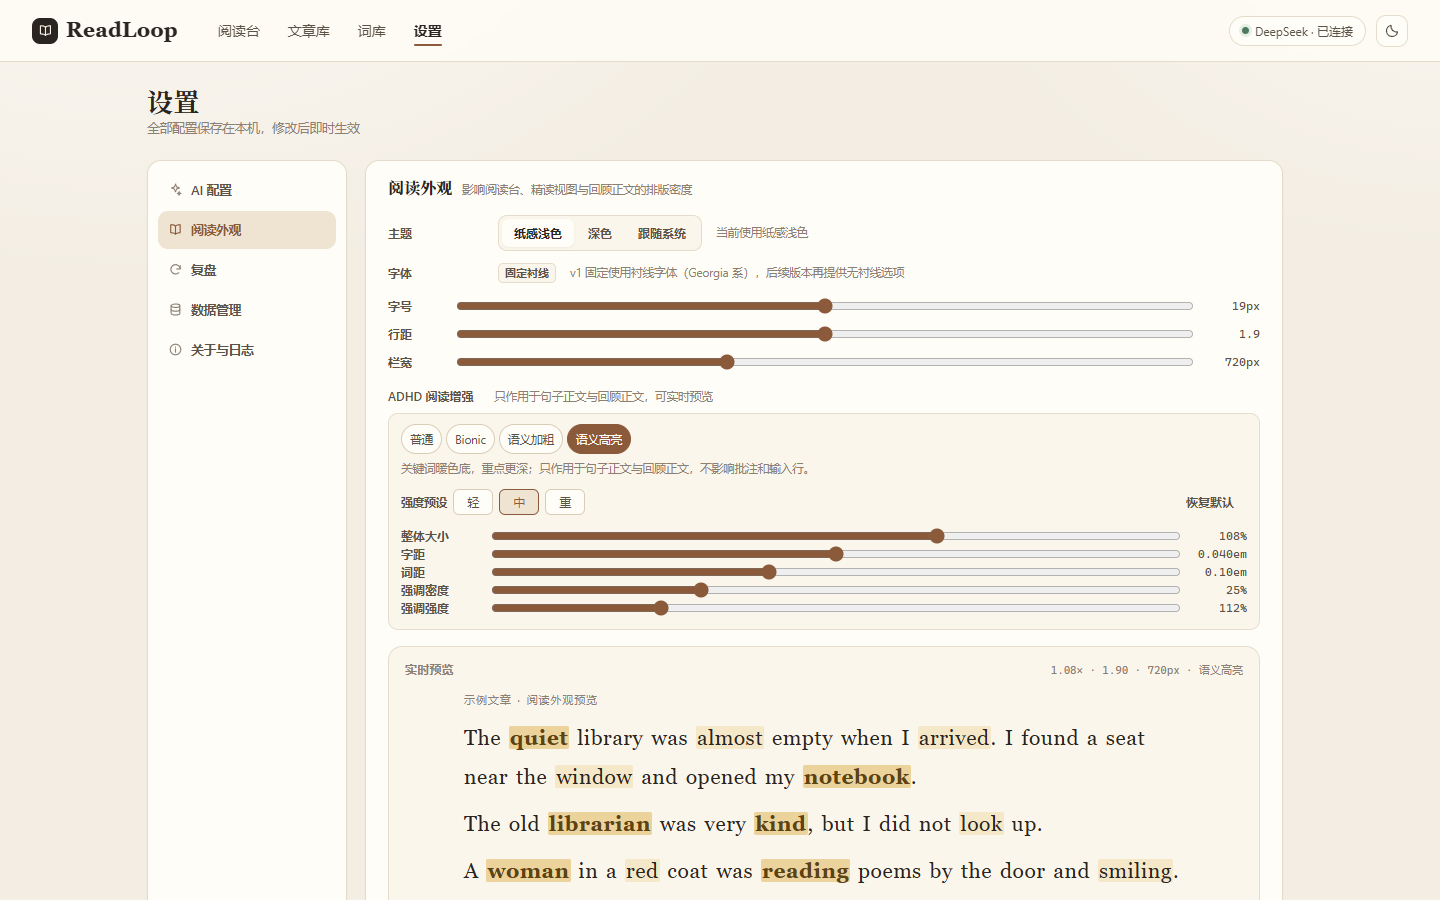 ReadLoop 阅读台 文章库 词库 设置 DeepSeek · 已连接
设置
全部配置保存在本机，修改后即时生效
AI 配置
阅读外观
复盘
数据管理
关于与日志
阅读外观 影响阅读台、精读视图与回顾正文的排版密度
主题 纸感浅色 深色 跟随系统 当前使用纸感浅色
字体 固定衬线 v1 固定使用衬线字体（Georgia 系），后续版本再提供无衬线选项
字号 19px
行距 1.9
栏宽 720px
ADHD 阅读增强 只作用于句子正文与回顾正文，可实时预览
普通 Bionic 语义加粗 语义高亮
关键词暖色底，重点更深；只作用于句子正文与回顾正文，不影响批注和输入行。
强度预设 轻 中 重 恢复默认
整体大小 108%
字距 0.040em
词距 0.10em
强调密度 25%
强调强度 112%
实时预览 1.08× · 1.90 · 720px · 语义高亮
示例文章 · 阅读外观预览
The quiet library was almost empty when I arrived. I found a seat
near the window and opened my notebook.
The old librarian was very kind, but I did not look up.
A woman in a red coat was reading poems by the door and smiling.